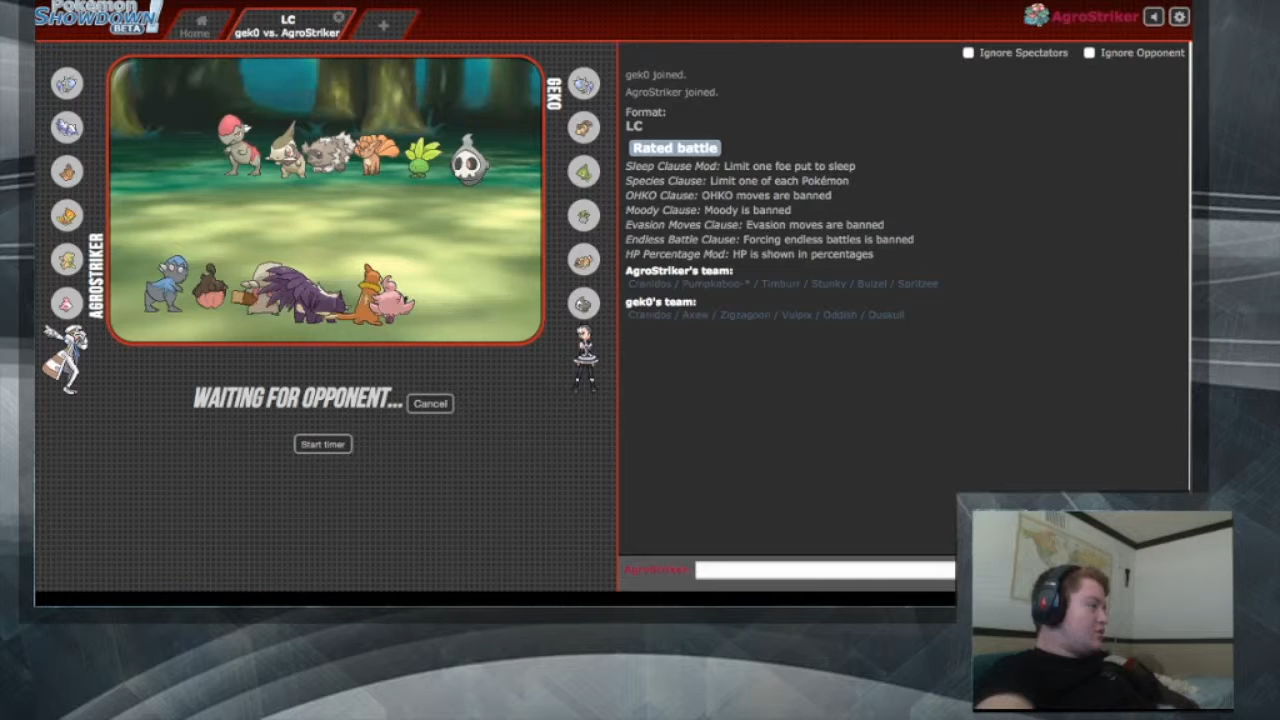 Pokémon
SHOWDOWN!
BETA
Home
LC
gek0 vs. AgroStriker
+
AgroStriker
Ignore Spectators
Ignore Opponent
AGROSTRIKER
GEKO
gek0 joined.
AgroStriker joined.
Format:
LC
Rated battle
Sleep Clause Mod: Limit one foe put to sleep
Species Clause: Limit one of each Pokémon
OHKO Clause: OHKO moves are banned
Moody Clause: Moody is banned
Evasion Moves Clause: Evasion moves are banned
Endless Battle Clause: Forcing endless battles is banned
HP Percentage Mod: HP is shown in percentages
AgroStriker's team:
Cranidos / Pumpkaboo-* / Timburr / Stunky / Buizel / Spritzee
gek0's team:
Cranidos / Axew / Zigzagoon / Vulpix / Oddish / Duskull
WAITING FOR OPPONENT...
Cancel
Start timer
AgroStriker: